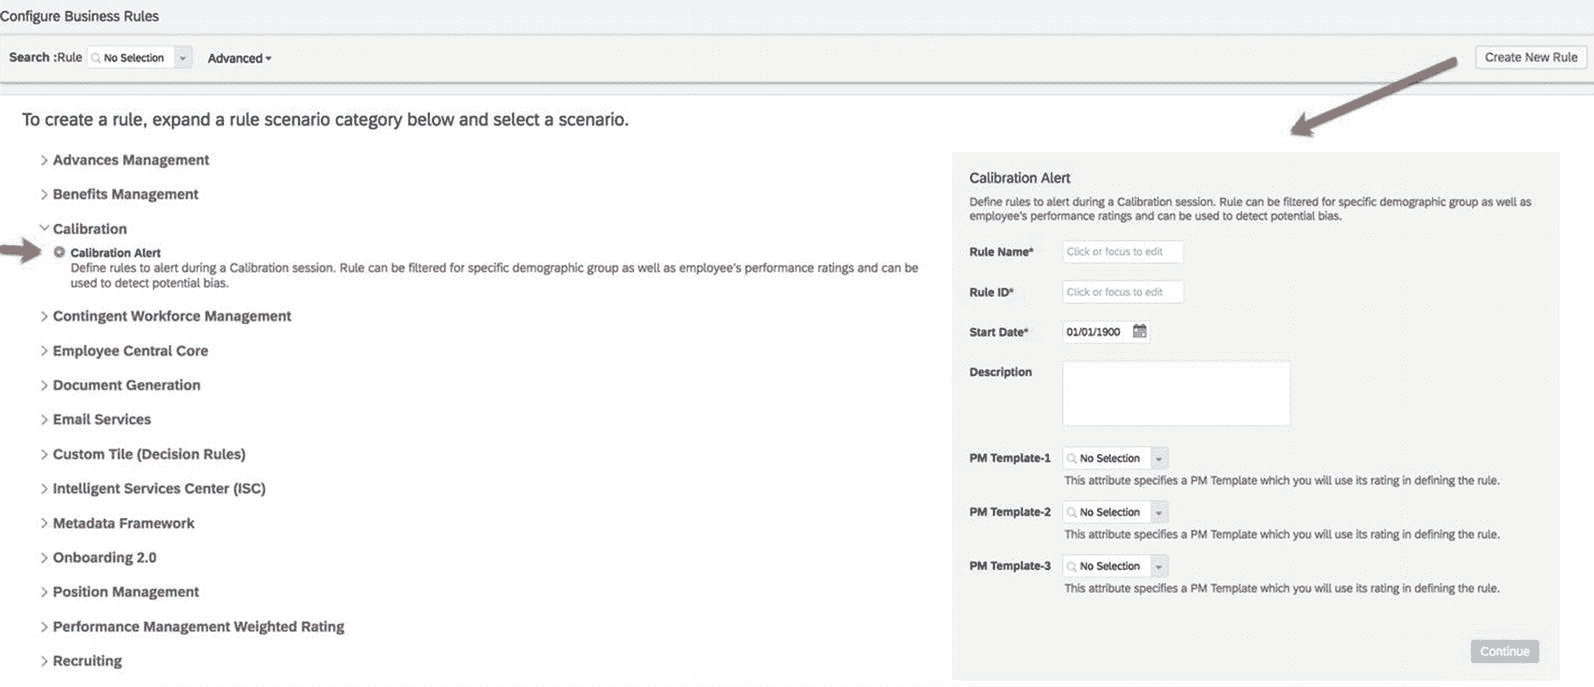 Configure Business Rules
Search :Rule No Selection Advanced
Create New Rule
To create a rule, expand a rule scenario category below and select a scenario.
Advances Management
Benefits Management
Calibration
Calibration Alert
Define rules to alert during a Calibration session. Rule can be filtered for specific demographic group as well as employee's performance ratings and can be
used to detect potential bias.
Contingent Workforce Management
Employee Central Core
Document Generation
Email Services
Custom Tile (Decision Rules)
Intelligent Services Center (ISC)
Metadata Framework
Onboarding 2.0
Position Management
Performance Management Weighted Rating
Recruiting
Calibration Alert
Define rules to alert during a Calibration session. Rule can be filtered for specific demographic group as well as
employee's performance ratings and can be used to detect potential bias.
Rule Name* Click or focus to edit
Rule ID* Click or focus to edit
Start Date* 01/01/1900
Description
PM Template-1 No Selection
This attribute specifies a PM Template which you will use its rating in defining the rule.
PM Template-2 No Selection
This attribute specifies a PM Template which you will use its rating in defining the rule.
PM Template-3 No Selection
This attribute specifies a PM Template which you will use its rating in defining the rule.
Continue